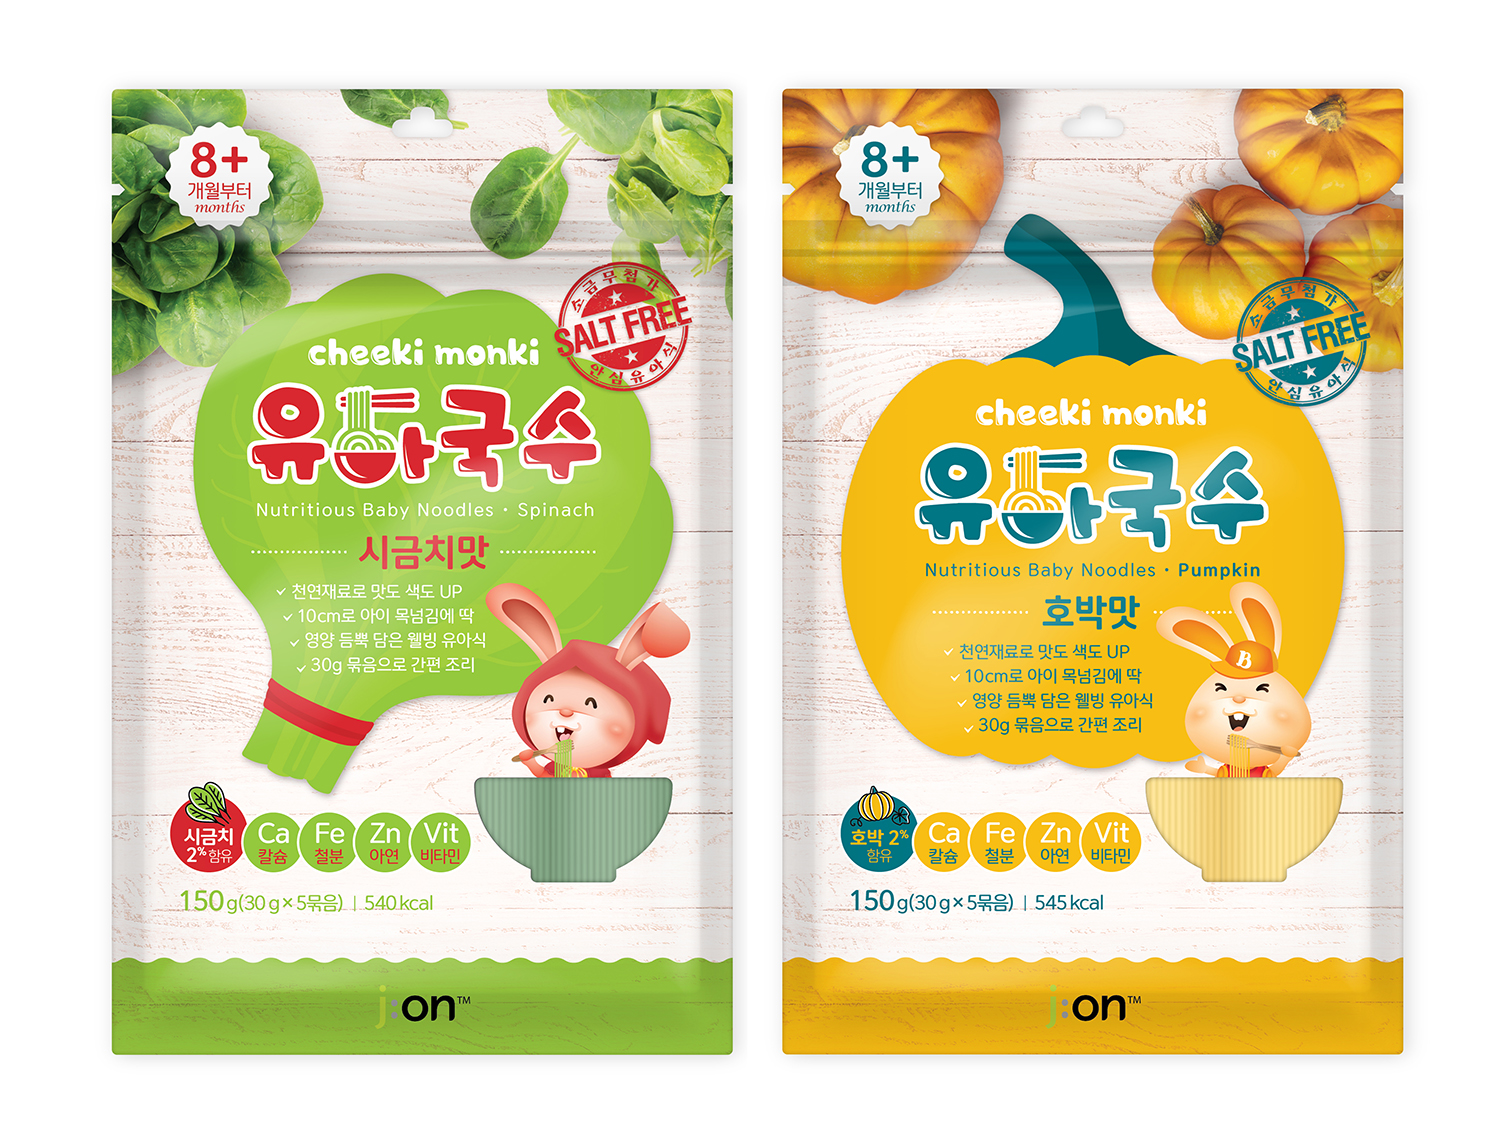 8+
개월부터
months
소금무첨가
SALT FREE
안심유아식
cheeki monki
유아국수
Nutritious Baby Noodles · Spinach
시금치맛
천연재료로 맛도 색도 UP
10cm로 아이 목넘김에 딱
영양 듬뿍 담은 웰빙 유아식
30g 묶음으로 간편 조리
시금치
2% 함유
Ca
칼슘
Fe
철분
Zn
아연
Vit
비타민
150g(30g×5묶음) | 540kcal
j:on™
8+
개월부터
months
소금무첨가
SALT FREE
안심유아식
cheeki monki
유아국수
Nutritious Baby Noodles · Pumpkin
호박맛
천연재료로 맛도 색도 UP
10cm로 아이 목넘김에 딱
영양 듬뿍 담은 웰빙 유아식
30g 묶음으로 간편 조리
B
호박 2%
함유
Ca
칼슘
Fe
철분
Zn
아연
Vit
비타민
150g(30g×5묶음) | 545kcal
j:on™